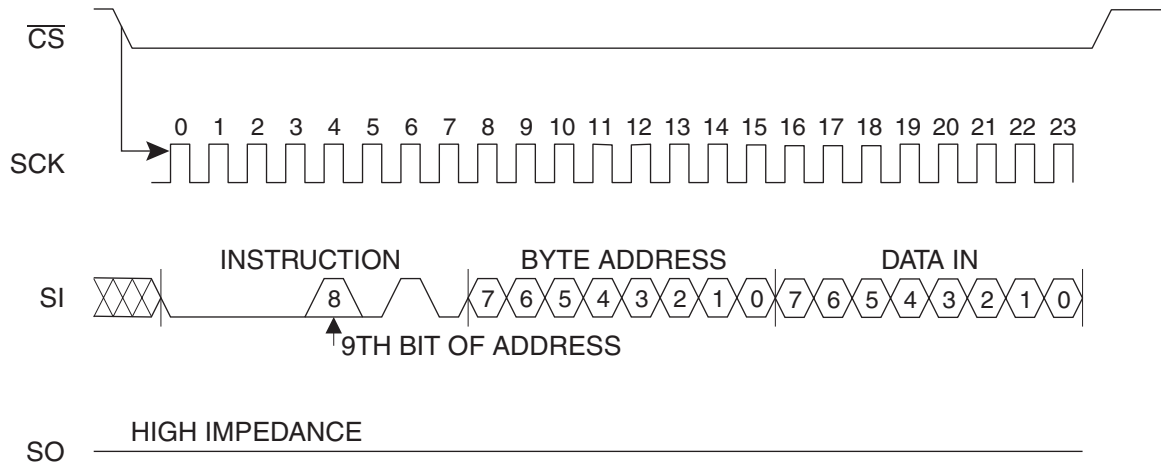 CS
0 1 2 3 4 5 6 7 8 9 10 11 12 13 14 15 16 17 18 19 20 21 22 23
SCK
INSTRUCTION BYTE ADDRESS DATA IN
SI 8 7 6 5 4 3 2 1 0 7 6 5 4 3 2 1 0
9TH BIT OF ADDRESS
HIGH IMPEDANCE
SO